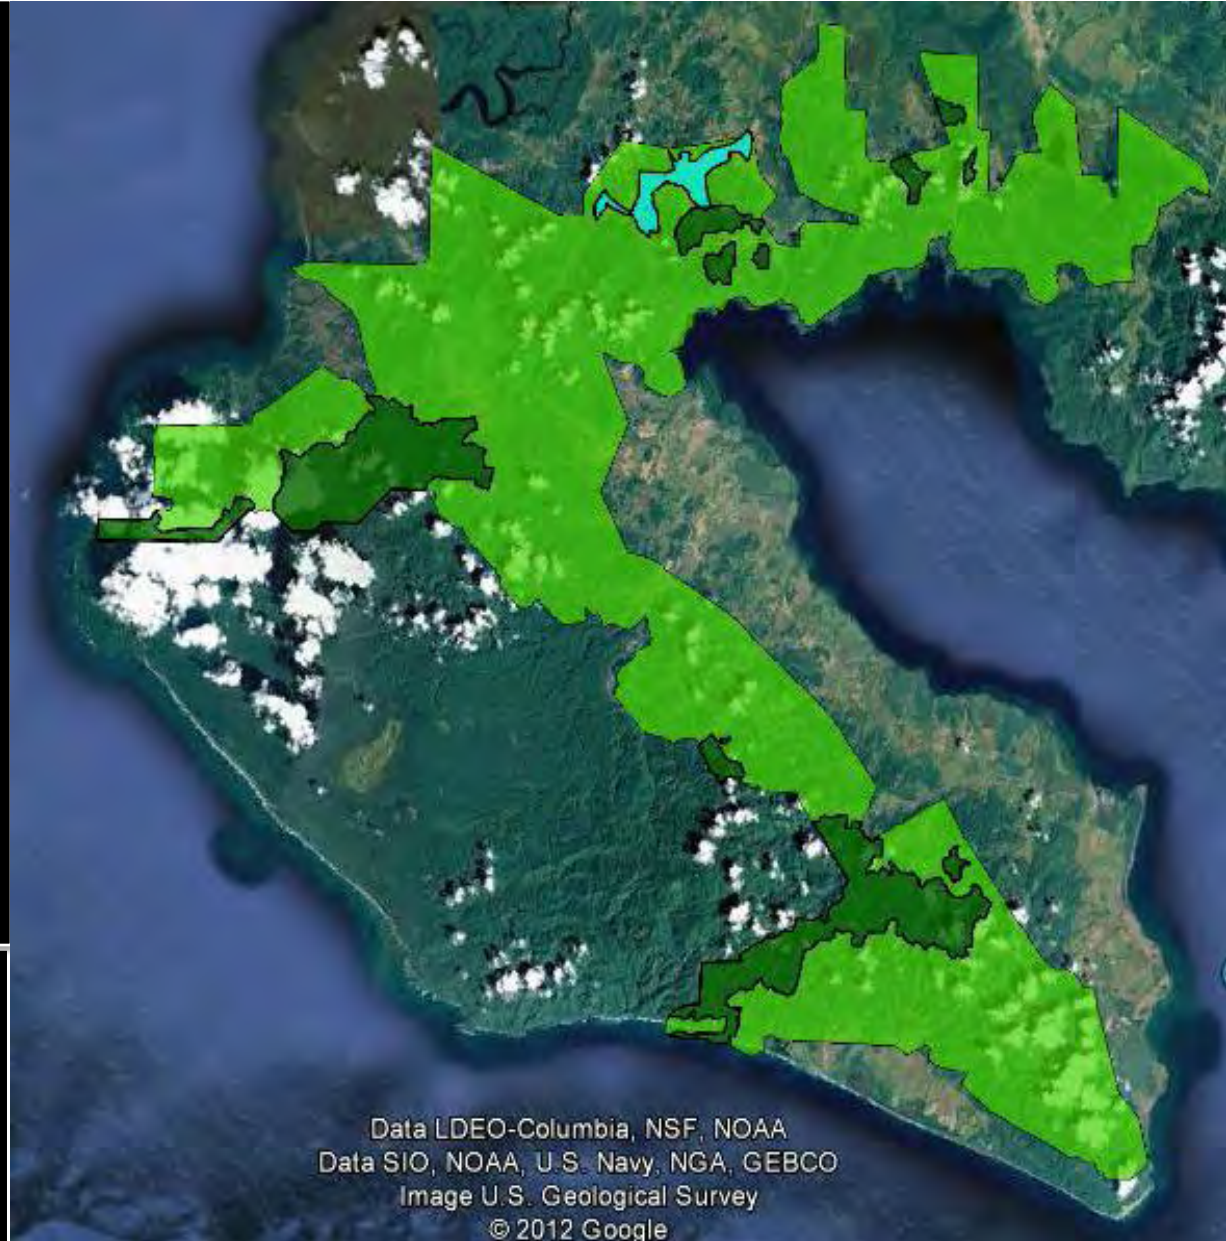 Data LDEO-Columbia, NSF, NOAA
Data SIO, NOAA, U.S. Navy, NGA, GEBCO
Image U.S. Geological Survey
© 2012 Google